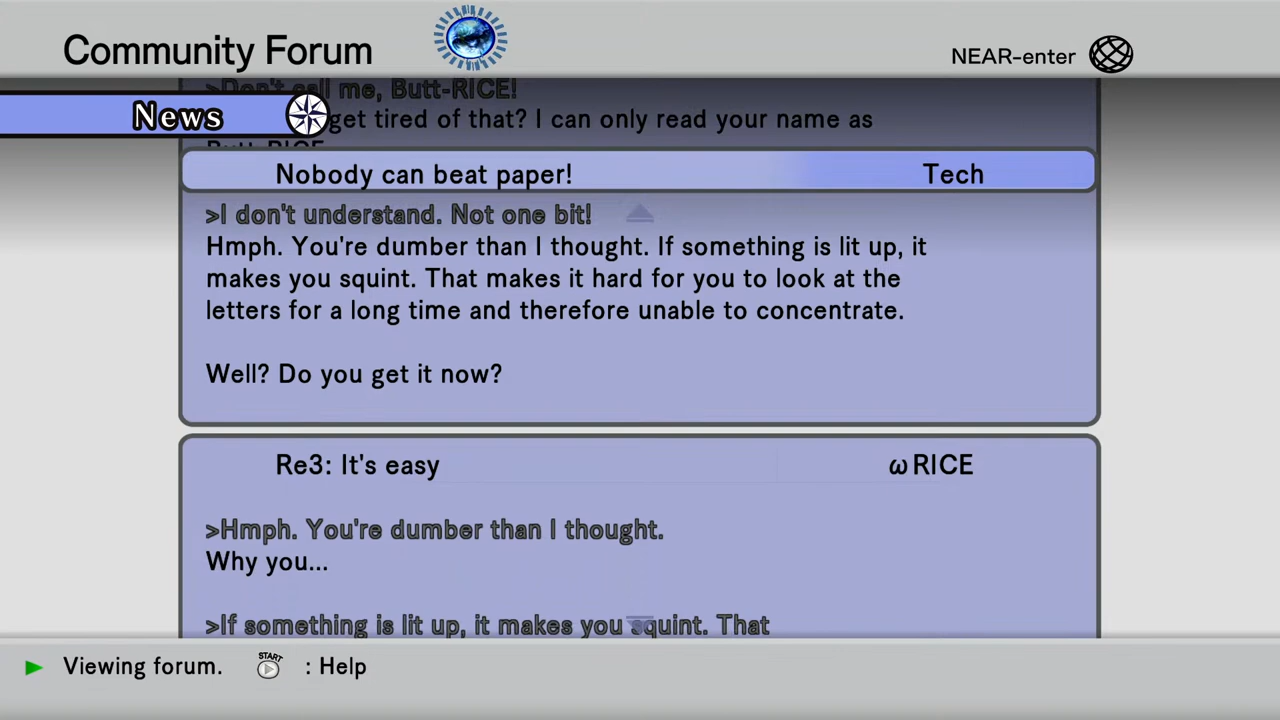 Community Forum
NEAR-enter
>Don't call me, Butt-RICE!
News
get tired of that? I can only read your name as
Butt-RICE
Nobody can beat paper! Tech
>I don't understand. Not one bit!
Hmph. You're dumber than I thought. If something is lit up, it
makes you squint. That makes it hard for you to look at the
letters for a long time and therefore unable to concentrate.
Well? Do you get it now?
Re3: It's easy ωRICE
>Hmph. You're dumber than I thought.
Why you...
>If something is lit up, it makes you squint. That
Viewing forum. START : Help